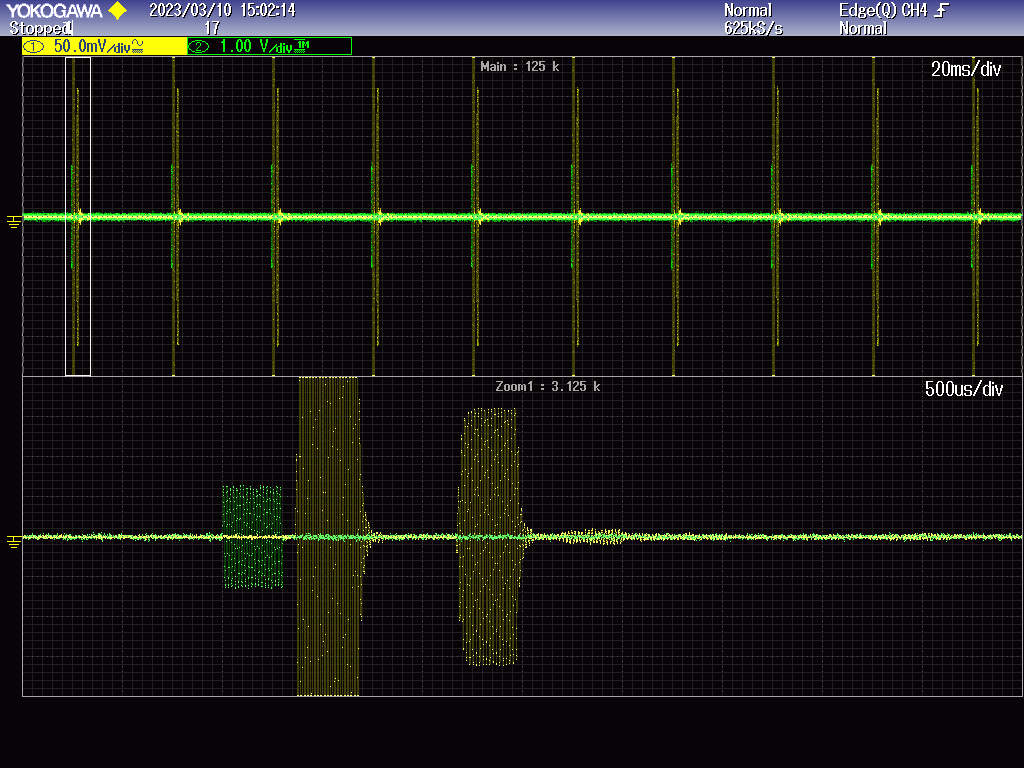 YOKOGAWA 2023/03/10 15:02:14 Normal Edge(Q) CH4
Stopped 17 625kS/s Normal
1 50.0mV/div 2 1.00 V/div 1M
Main : 125 k 20ms/div
Zoom1 : 3.125 k 500us/div